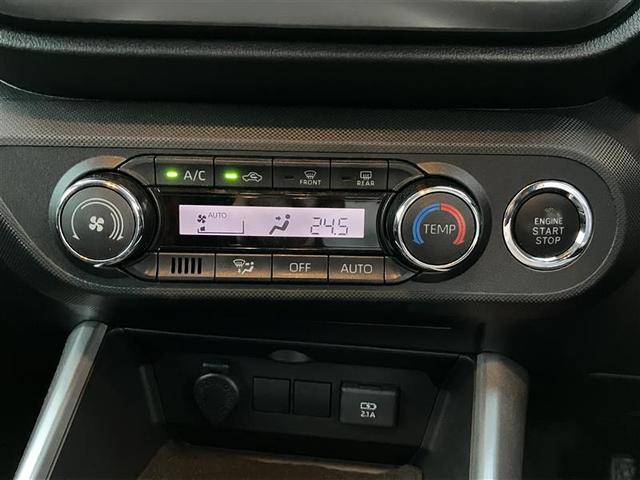 A/C
FRONT
REAR
AUTO
24.5
TEMP
ENGINE
START
STOP
OFF
AUTO
2.1A